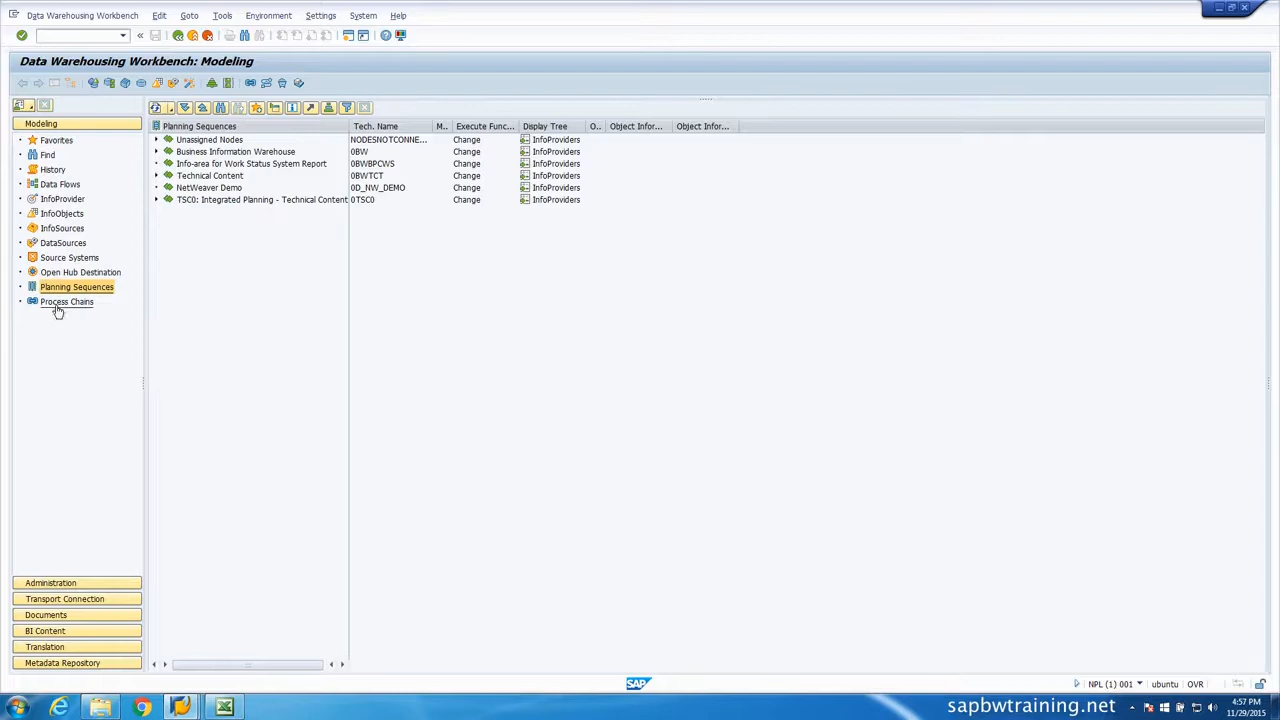 Data Warehousing Workbench Edit Goto Tools Environment Settings System Help
Data Warehousing Workbench: Modeling
Modeling
Favorites
Find
History
Data Flows
InfoProvider
InfoObjects
InfoSources
DataSources
Source Systems
Open Hub Destination
Planning Sequences
Process Chains
Administration
Transport Connection
Documents
BI Content
Translation
Metadata Repository
Planning Sequences Tech. Name M.. Execute Func... Display Tree O.. Object Infor... Object Infor...
Unassigned Nodes NODESNOTCONNE... Change InfoProviders
Business Information Warehouse 0BW Change InfoProviders
Info-area for Work Status System Report 0BWBPCWS Change InfoProviders
Technical Content 0BWTCT Change InfoProviders
NetWeaver Demo 0D_NW_DEMO Change InfoProviders
TSC0: Integrated Planning - Technical Content 0TSC0 Change InfoProviders
SAP NPL (1) 001 ubuntu OVR
sapbwtraining.net
4:57 PM
11/29/2015